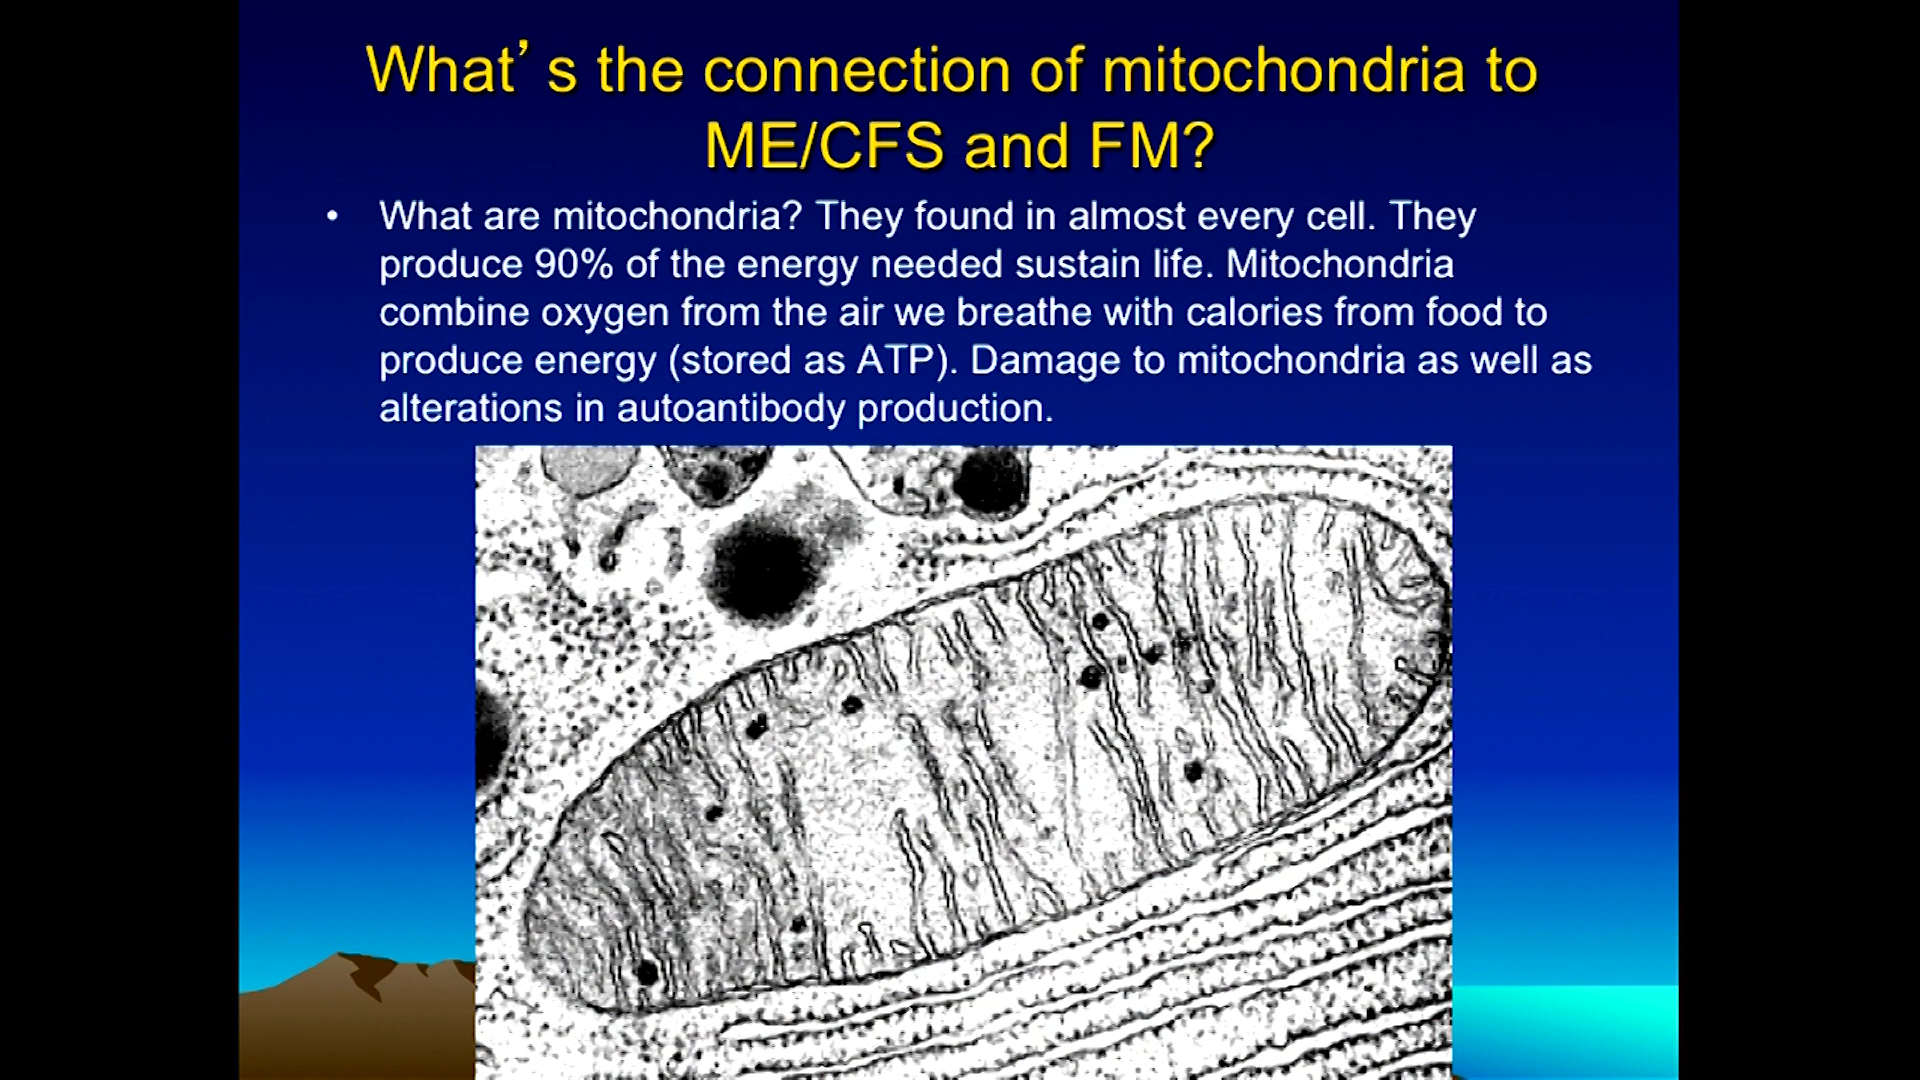 What’s the connection of mitochondria to
ME/CFS and FM?
• What are mitochondria? They found in almost every cell. They
produce 90% of the energy needed sustain life. Mitochondria
combine oxygen from the air we breathe with calories from food to
produce energy (stored as ATP). Damage to mitochondria as well as
alterations in autoantibody production.